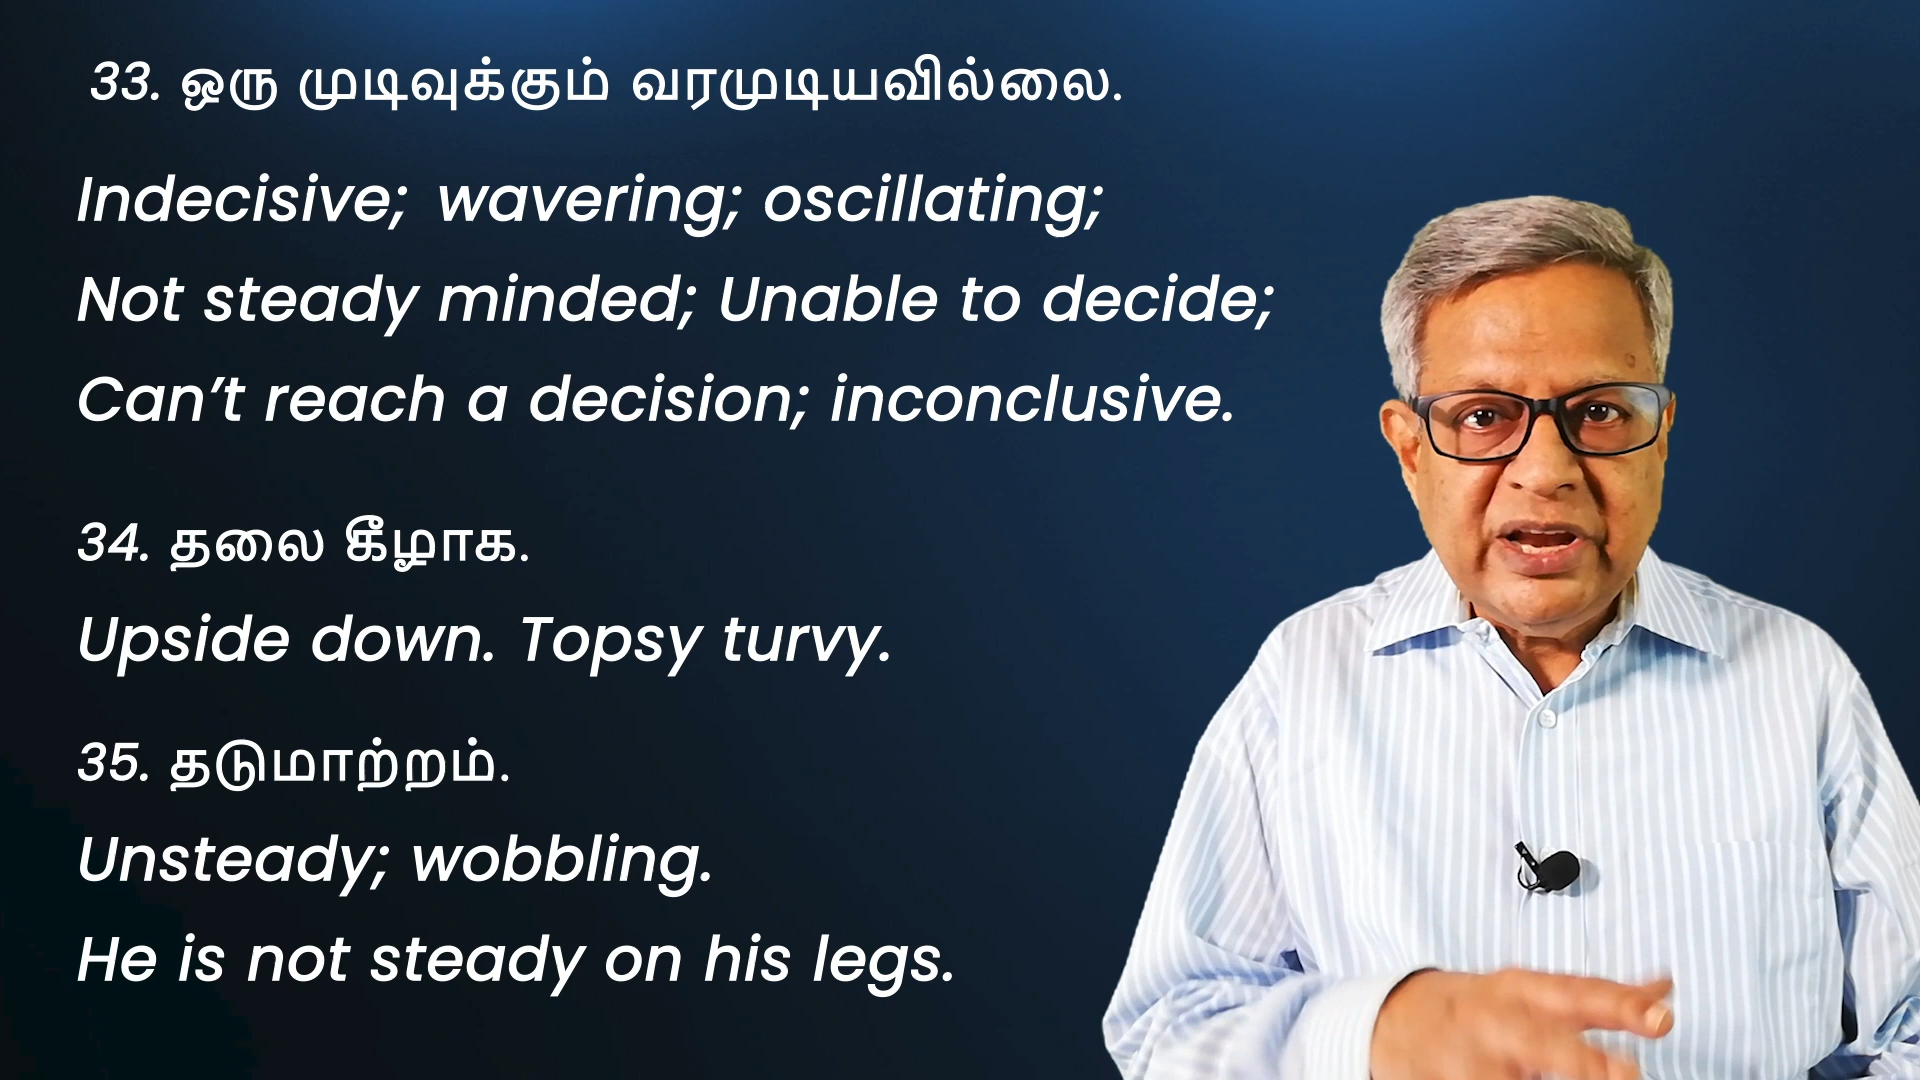 33. ஒரு முடிவுக்கும் வரமுடியவில்லை.
Indecisive; wavering; oscillating;
Not steady minded; Unable to decide;
Can’t reach a decision; inconclusive.
34. தலை கீழாக.
Upside down. Topsy turvy.
35. தடுமாற்றம்.
Unsteady; wobbling.
He is not steady on his legs.